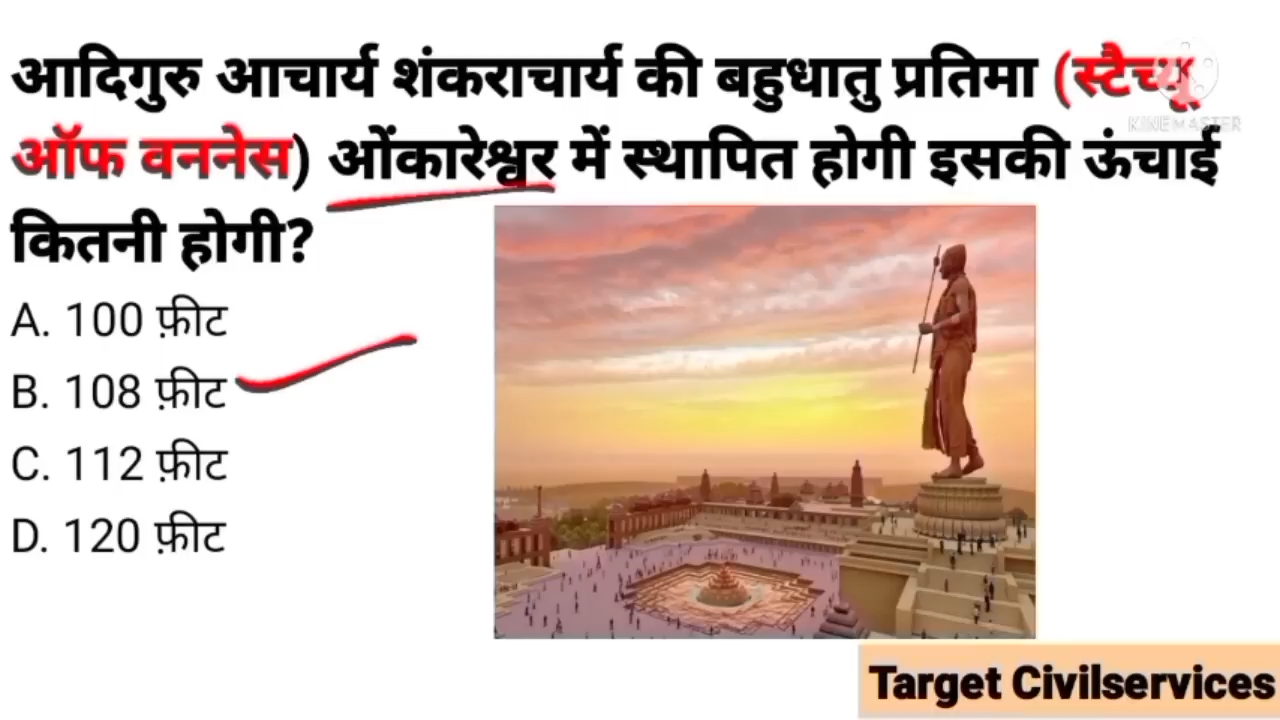 आदिगुरु आचार्य शंकराचार्य की बहुधातु प्रतिमा (स्टैच्यू
ऑफ वननेस) ओंकारेश्वर में स्थापित होगी इसकी ऊंचाई
कितनी होगी?
A. 100 फ़ीट
B. 108 फ़ीट
C. 112 फ़ीट
D. 120 फ़ीट
KINEMASTER
Target Civilservices